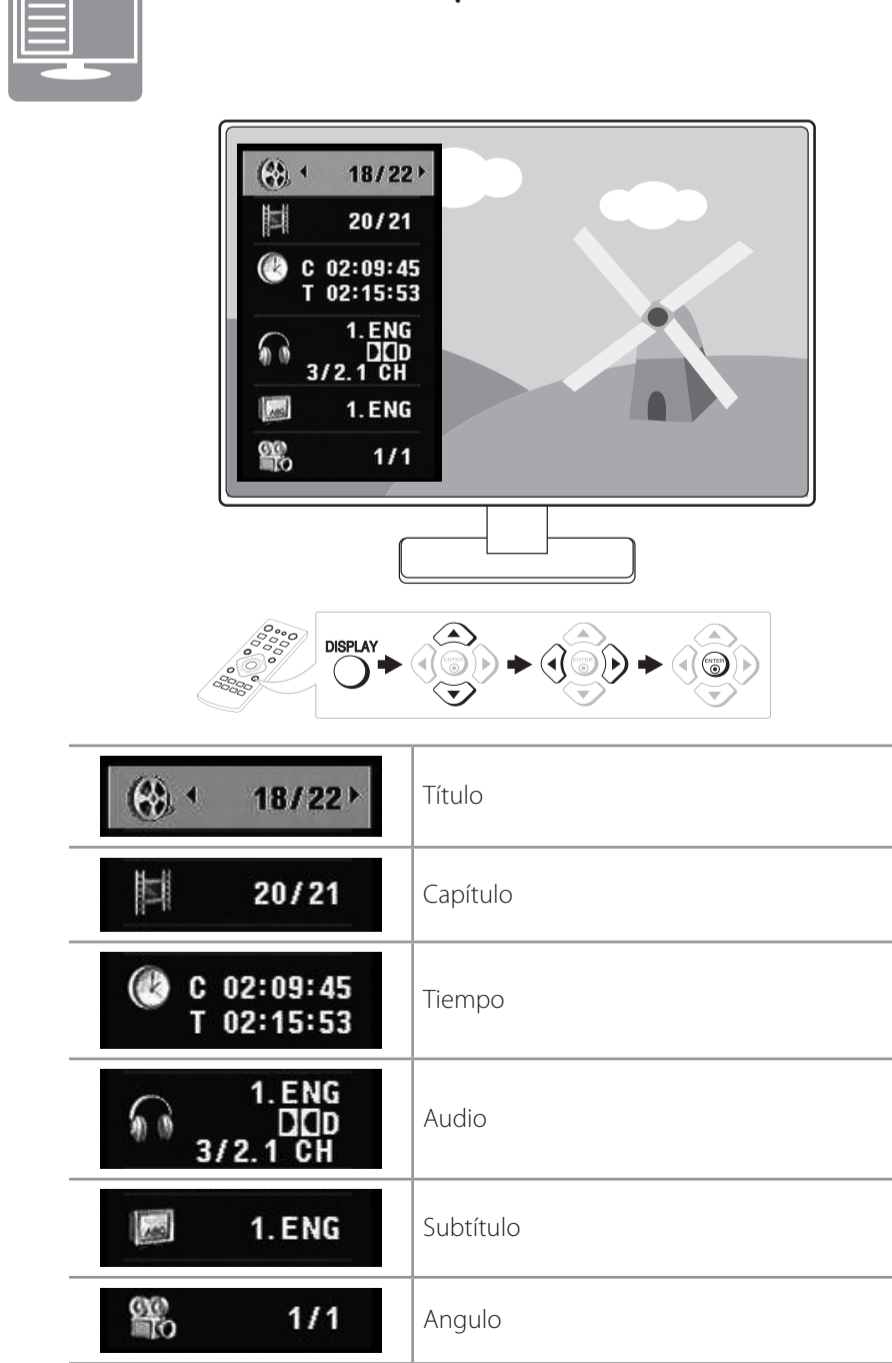 18/22
20/21
C 02:09:45
T 02:15:53
1.ENG
D
3/2.1 CH
1.ENG
1/1
DISPLAY
ENTER
ENTER
ENTER
18/22
Título
20/21
Capítulo
C 02:09:45
T 02:15:53
Tiempo
1.ENG
D
3/2.1 CH
Audio
1.ENG
Subtítulo
1/1
Angulo